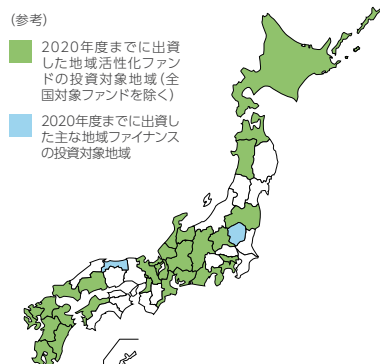 (参考)
2020年度までに出資
した地域活性化ファン
ドの投資対象地域(全
国対象ファンドを除く)
2020年度までに出資し
た主な地域ファイナンス
の投資対象地域